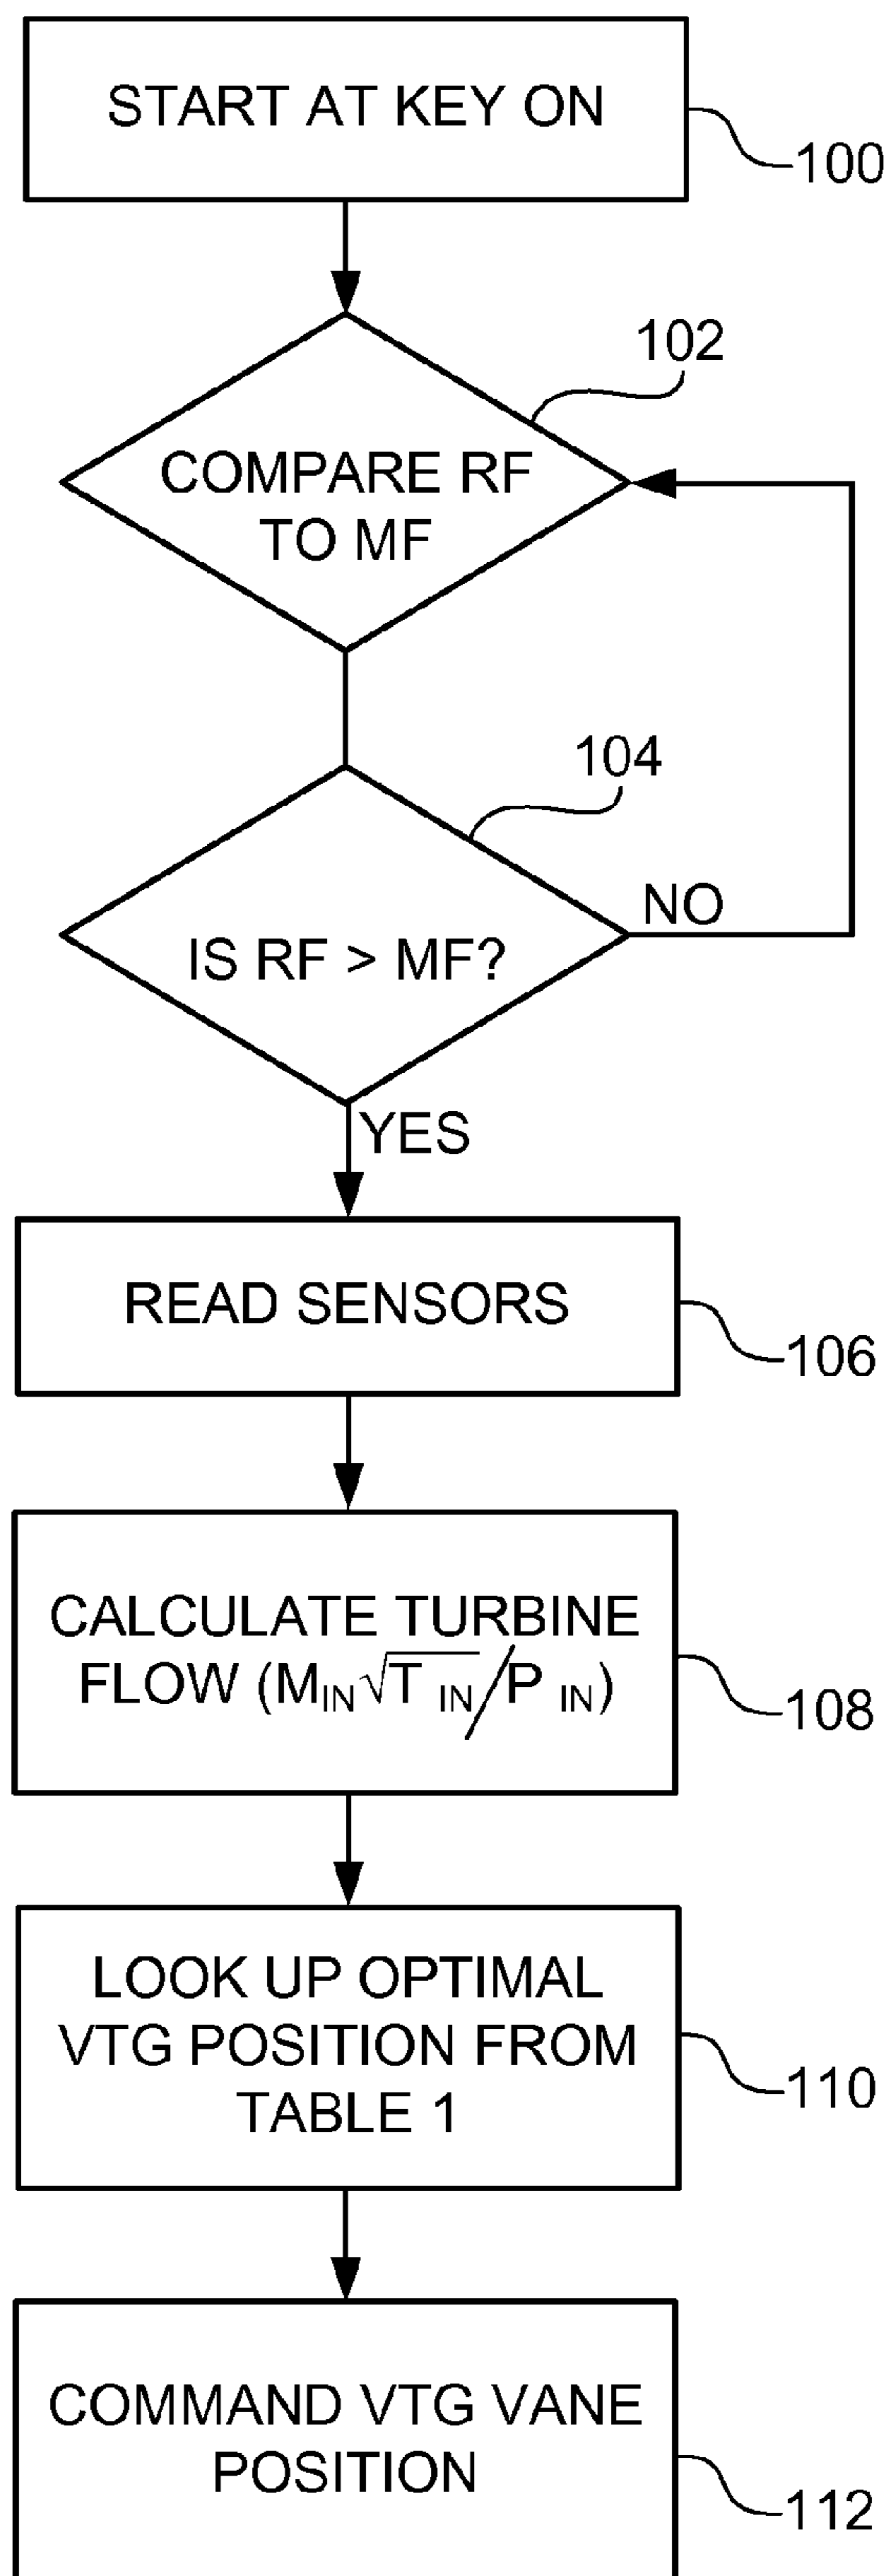 START AT KEY ON
100
102
COMPARE RF
TO MF
104
NO
IS RF > MF?
YES
READ SENSORS
106
CALCULATE TURBINE
FLOW (M_IN√T_IN/P_IN)
108
LOOK UP OPTIMAL
VTG POSITION FROM
TABLE 1
110
COMMAND VTG VANE
POSITION
112